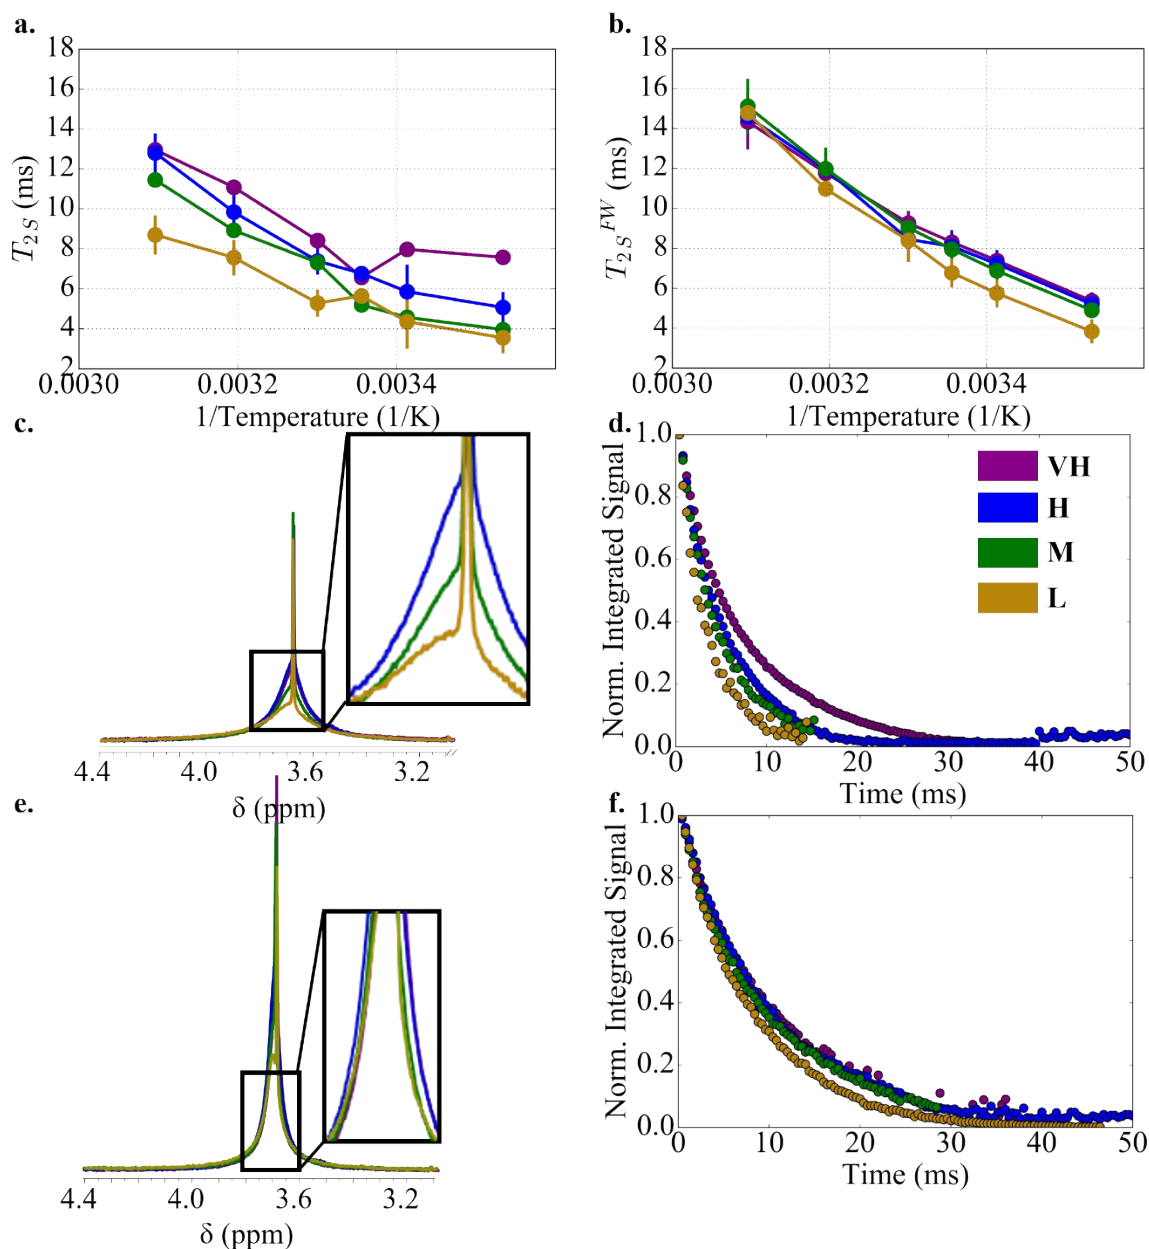 a.
18
16
14
12
10
8
6
4
2
T2S (ms)
0.0030
0.0032
0.0034
1/Temperature (1/K)
b.
18
16
14
12
10
8
6
4
2
T2S^FW (ms)
0.0030
0.0032
0.0034
1/Temperature (1/K)
c.
4.4
4.0
3.6
3.2
δ (ppm)
d.
1.0
0.8
0.6
0.4
0.2
0.0
Norm. Integrated Signal
VH
H
M
L
0
10
20
30
40
50
Time (ms)
e.
4.4
4.0
3.6
3.2
δ (ppm)
f.
1.0
0.8
0.6
0.4
0.2
0.0
Norm. Integrated Signal
0
10
20
30
40
50
Time (ms)